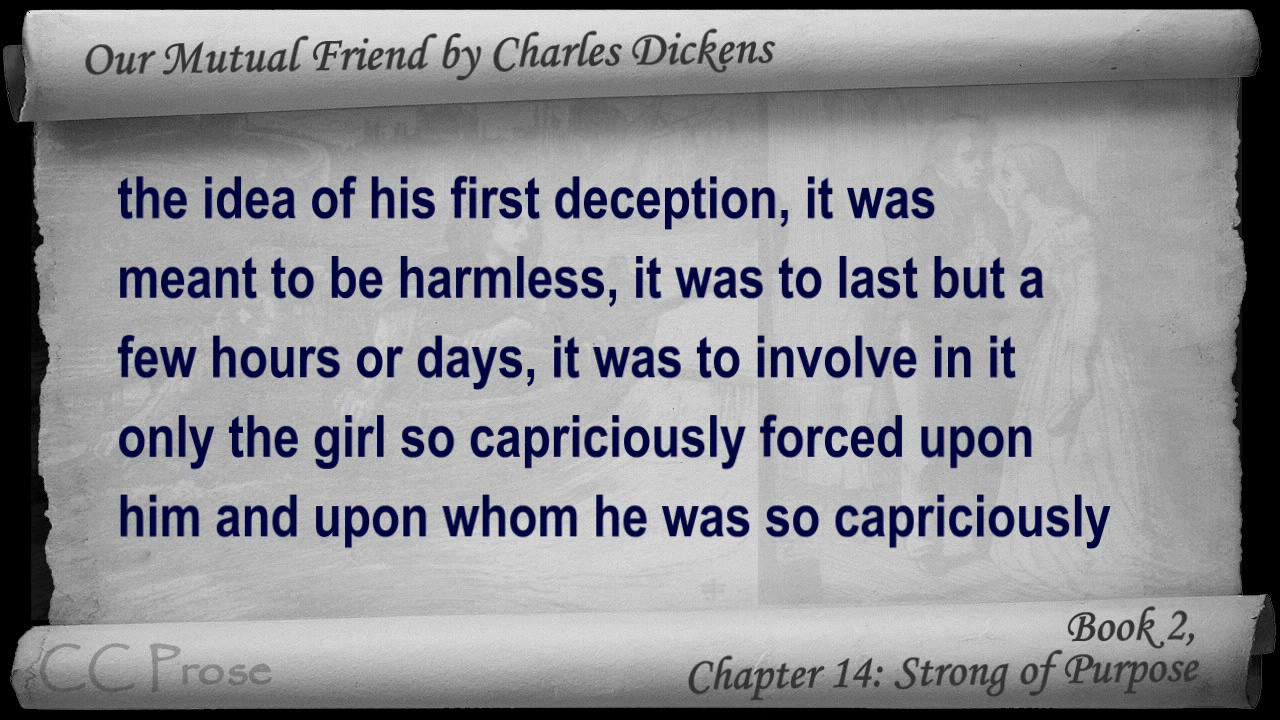 Our Mutual Friend by Charles Dickens
the idea of his first deception, it was
meant to be harmless, it was to last but a
few hours or days, it was to involve in it
only the girl so capriciously forced upon
him and upon whom he was so capriciously
Book 2,
Chapter 14: Strong of Purpose
CC Prose